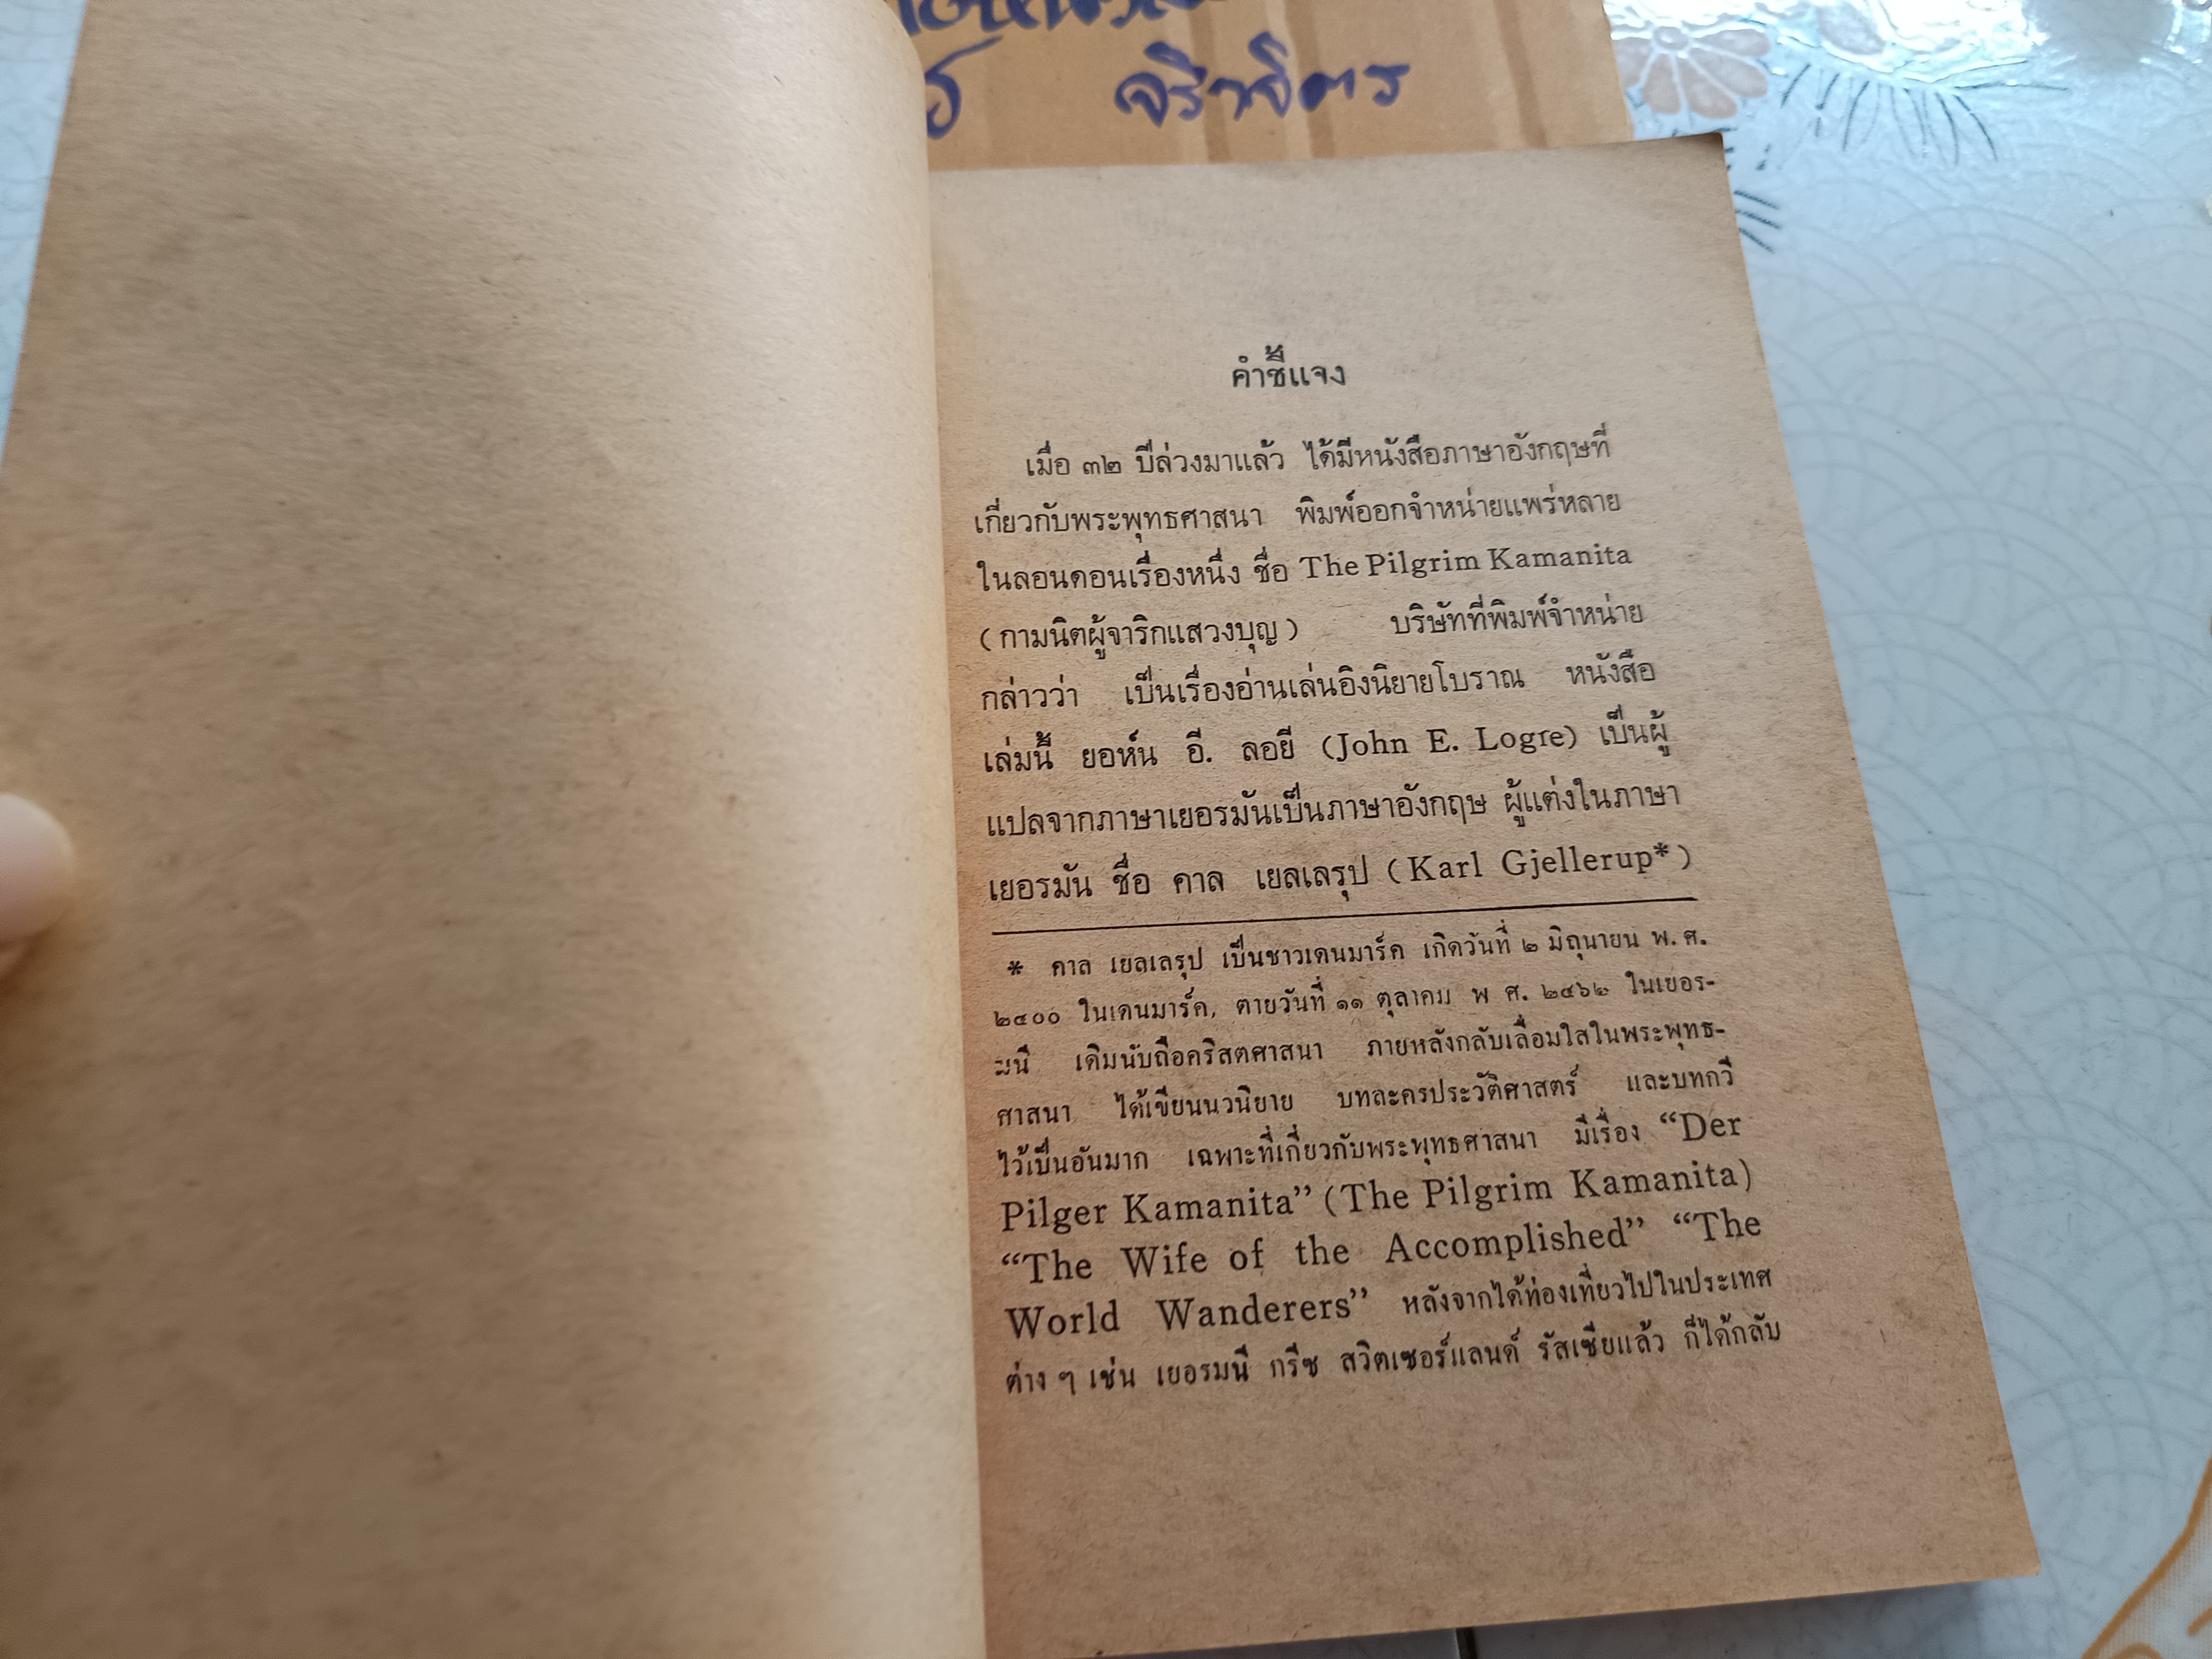 จริาจิตร
คำชี้แจง
เมื่อ ๓๒ ปีล่วงมาแล้ว ได้มีหนังสือภาษาอังกฤษที่
เกี่ยวกับพระพุทธศาสนา พิมพ์ออกจำหน่ายแพร่หลาย
ในลอนดอนเรื่องหนึ่ง ชื่อ The Pilgrim Kamanita
(กามนิตผู้จาริกแสวงบุญ) บริษัทที่พิมพ์จำหน่าย
กล่าวว่า เป็นเรื่องอ่านเล่นอิงนิยายโบราณ หนังสือ
เล่มนี้ ยอห์น อี. ลอยี (John E. Logre) เป็นผู้
แปลจากภาษาเยอรมันเป็นภาษาอังกฤษ ผู้แต่งในภาษา
เยอรมัน ชื่อ คาล เยลเลรุป (Karl Gjellerup*)
* คาล เยลเลรุป เป็นชาวเดนมาร์ค เกิดวันที่ ๒ มิถุนายน พ.ศ.
๒๔๐๐ ในเดนมาร์ค, ตายวันที่ ๑๑ ตุลาคม พ ศ. ๒๔๖๒ ในเยอร-
มนี เดิมนับถือคริสตศาสนา ภายหลังกลับเลื่อมใสในพระพุทธ-
ศาสนา ได้เขียนนวนิยาย บทละครประวัติศาสตร์ และบทกวี
ไว้เป็นอันมาก เฉพาะที่เกี่ยวกับพระพุทธศาสนา มีเรื่อง “Der
Pilger Kamanita” (The Pilgrim Kamanita)
“The Wife of the Accomplished” “The
World Wanderers” หลังจากได้ท่องเที่ยวไปในประเทศ
ต่าง ๆ เช่น เยอรมนี กรีซ สวิตเซอร์แลนด์ รัสเซียแล้ว ก็ได้กลับ